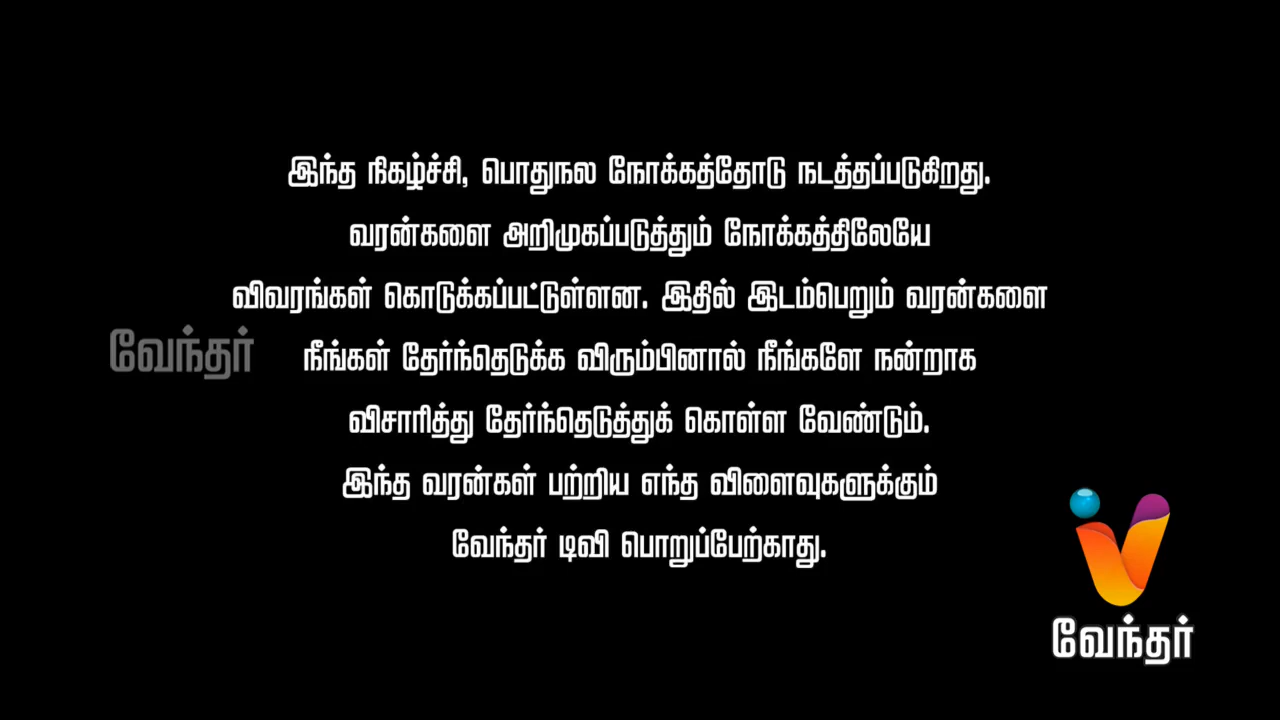 இந்த நிகழ்ச்சி, பொதுநல நோக்கத்தோடு நடத்தப்படுகிறது.
வரன்களை அறிமுகப்படுத்தும் நோக்கத்திலேயே
விவரங்கள் கொடுக்கப்பட்டுள்ளன. இதில் இடம்பெறும் வரன்களை
வேந்தர்
நீங்கள் தேர்ந்தெடுக்க விரும்பினால் நீங்களே நன்றாக
விசாரித்து தேர்ந்தெடுத்துக் கொள்ள வேண்டும்.
இந்த வரன்கள் பற்றிய எந்த விளைவுகளுக்கும்
வேந்தர் டிவி பொறுப்பேற்காது.
வேந்தர்